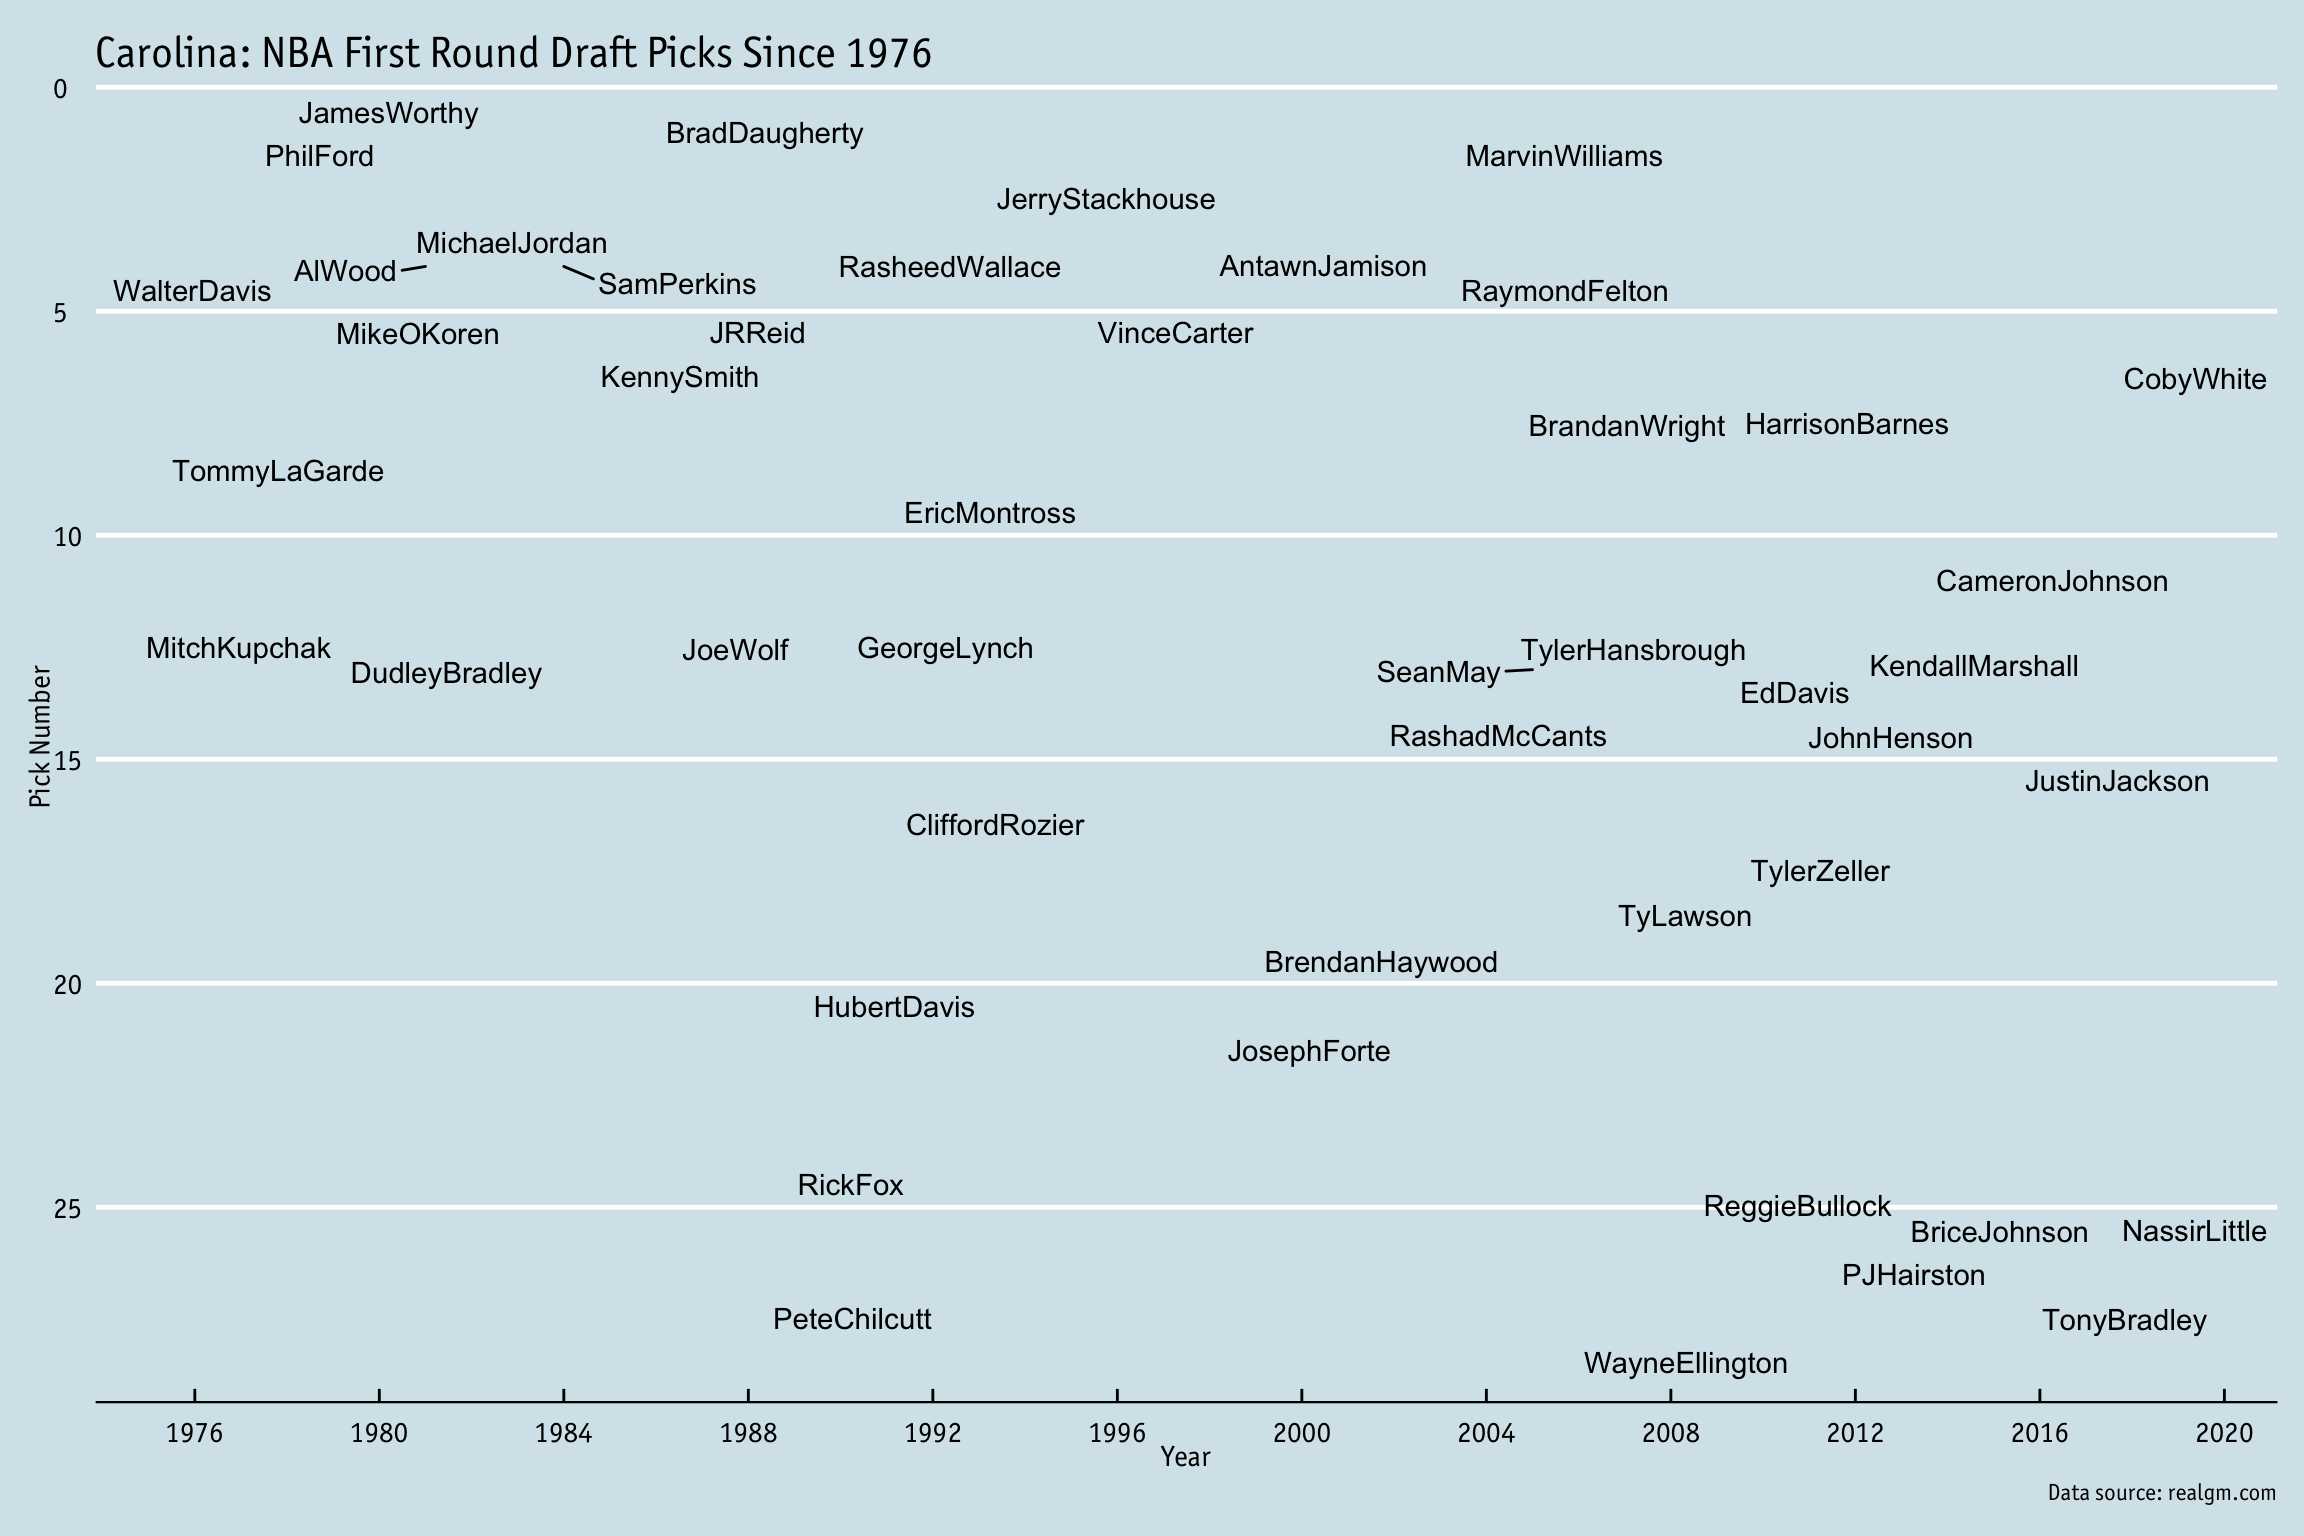 Carolina: NBA First Round Draft Picks Since 1976
0
JamesWorthy
BradDaugherty
PhilFord
MarvinWilliams
JerryStackhouse
MichaelJordan
AlWood
RasheedWallace
AntawnJamison
SamPerkins
WalterDavis
RaymondFelton
5
MikeOKoren
JRReid
VinceCarter
KennySmith
CobyWhite
BrandanWright
HarrisonBarnes
TommyLaGarde
EricMontross
10
CameronJohnson
MitchKupchak
JoeWolf
GeorgeLynch
TylerHansbrough
DudleyBradley
SeanMay
KendallMarshall
EdDavis
Pick Number
RashadMcCants
JohnHenson
15
JustinJackson
CliffordRozier
TylerZeller
TyLawson
BrendanHaywood
20
HubertDavis
JosephForte
RickFox
25
ReggieBullock
BriceJohnson
NassirLittle
PJHairston
PeteChilcutt
TonyBradley
WayneEllington
1976 1980 1984 1988 1992 1996 2000 2004 2008 2012 2016 2020
Year
Data source: realgm.com